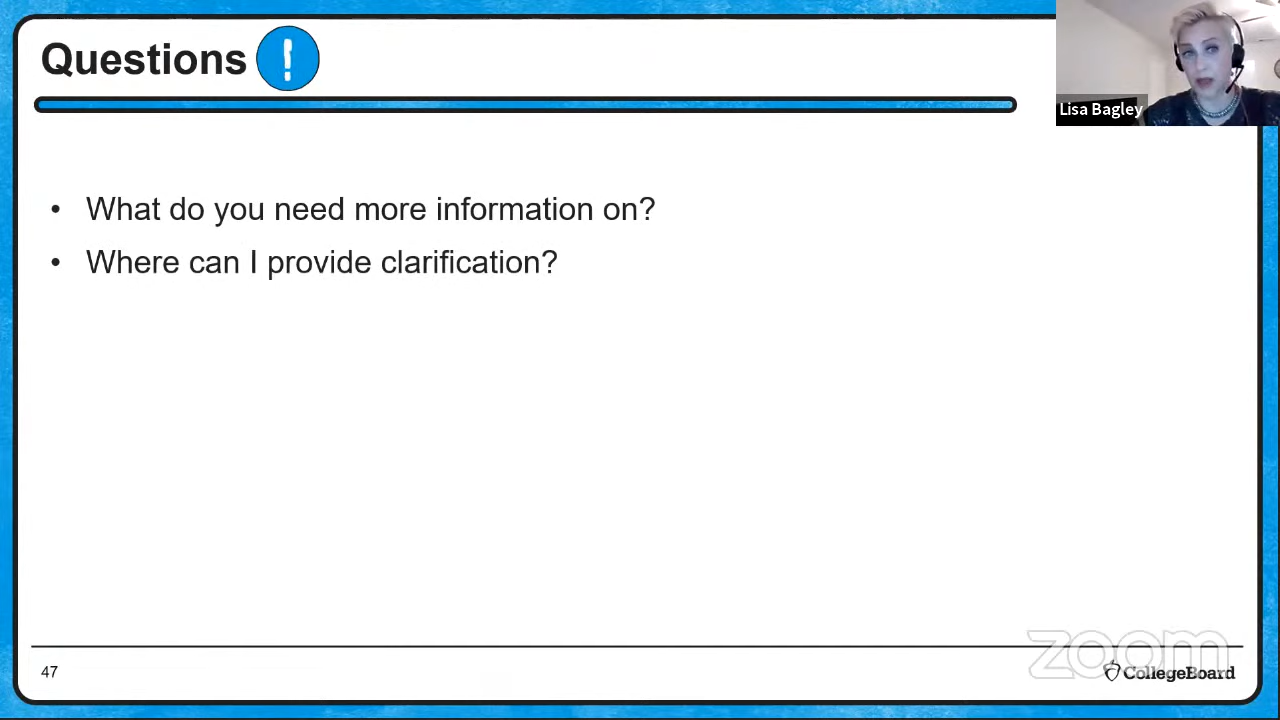 Questions !
Lisa Bagley
• What do you need more information on?
• Where can I provide clarification?
zoom
47
CollegeBoard